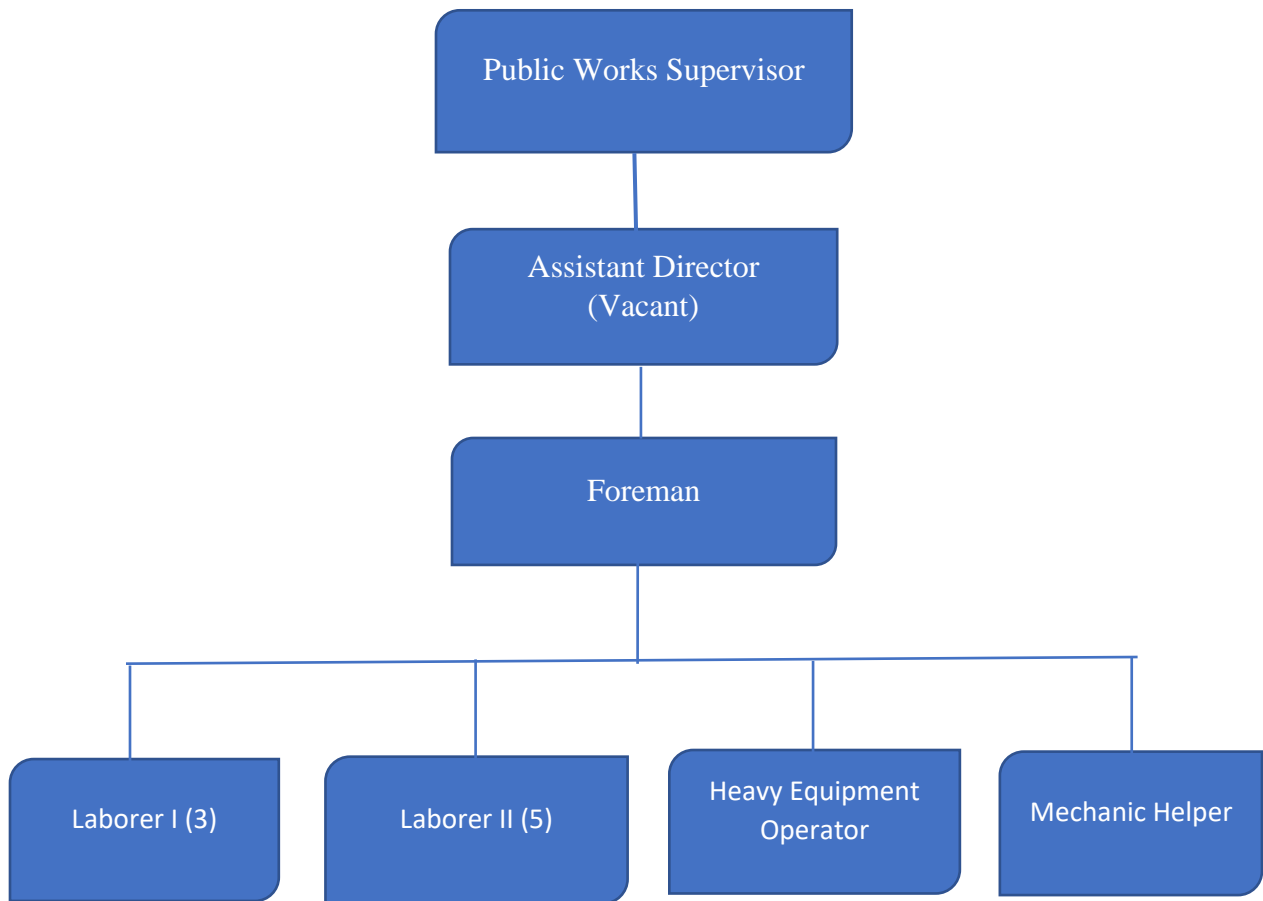 Public Works Supervisor
Assistant Director
(Vacant)
Foreman
Laborer I (3)
Laborer II (5)
Heavy Equipment
Operator
Mechanic Helper